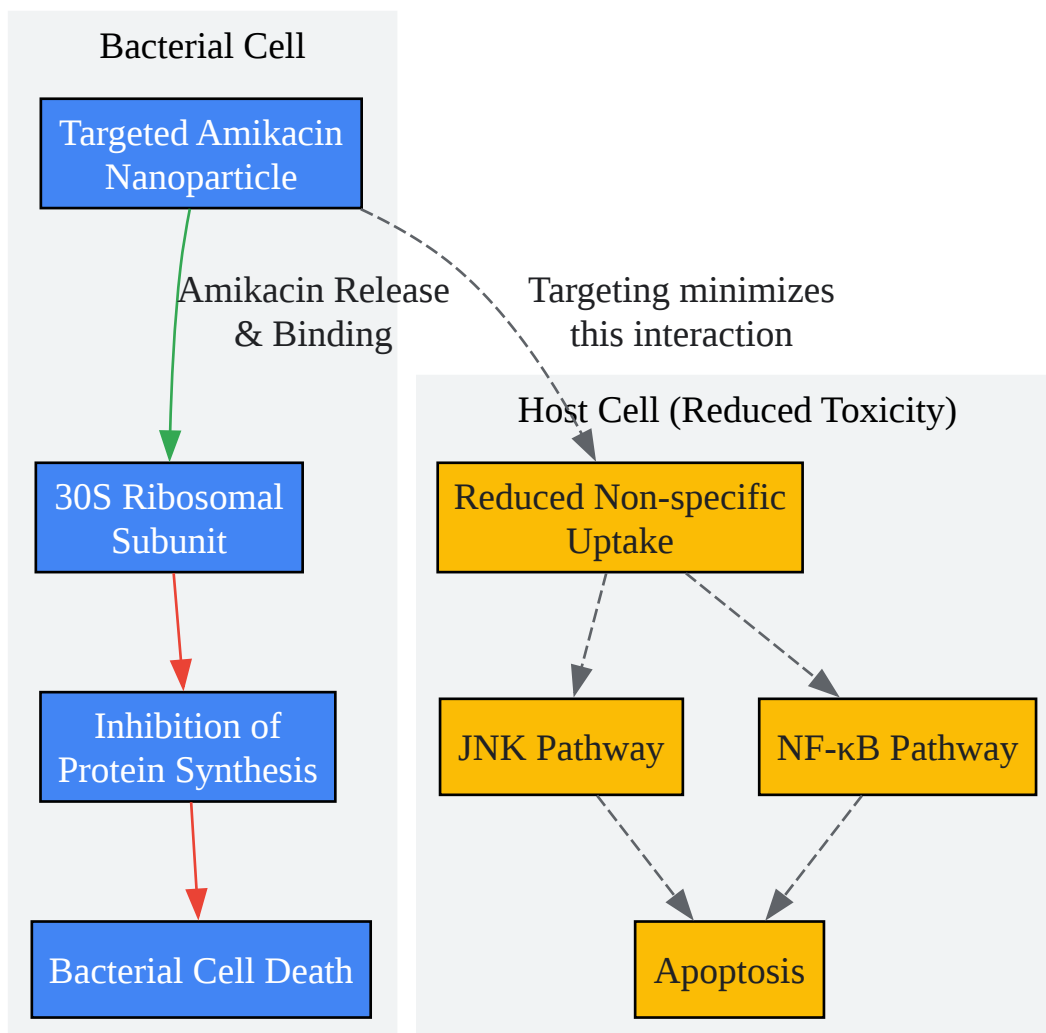 Bacterial Cell
Targeted Amikacin
Nanoparticle
Amikacin Release
& Binding
Targeting minimizes
this interaction
Host Cell (Reduced Toxicity)
30S Ribosomal
Subunit
Reduced Non-specific
Uptake
Inhibition of
Protein Synthesis
JNK Pathway
NF-κB Pathway
Bacterial Cell Death
Apoptosis